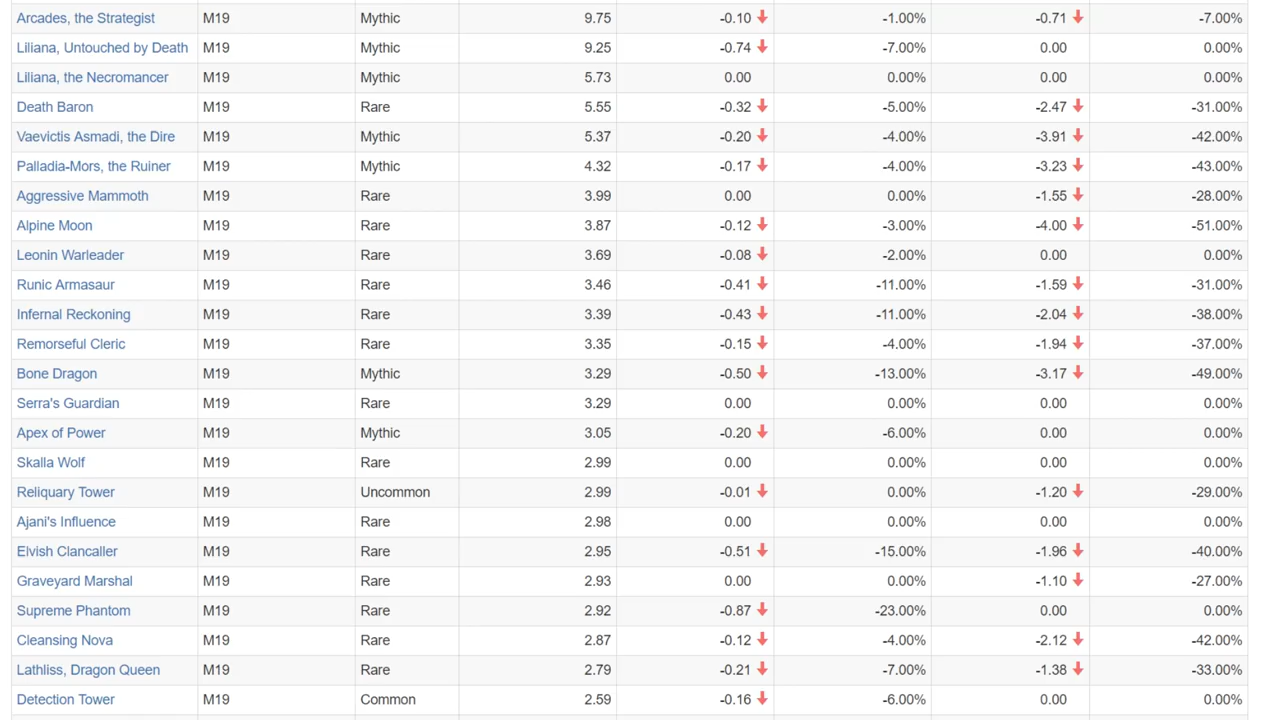 Arcades, the Strategist M19 Mythic 9.75 -0.10 -1.00% -0.71 -7.00%
Liliana, Untouched by Death M19 Mythic 9.25 -0.74 -7.00% 0.00 0.00%
Liliana, the Necromancer M19 Mythic 5.73 0.00 0.00% 0.00 0.00%
Death Baron M19 Rare 5.55 -0.32 -5.00% -2.47 -31.00%
Vaevictis Asmadi, the Dire M19 Mythic 5.37 -0.20 -4.00% -3.91 -42.00%
Palladia-Mors, the Ruiner M19 Mythic 4.32 -0.17 -4.00% -3.23 -43.00%
Aggressive Mammoth M19 Rare 3.99 0.00 0.00% -1.55 -28.00%
Alpine Moon M19 Rare 3.87 -0.12 -3.00% -4.00 -51.00%
Leonin Warleader M19 Rare 3.69 -0.08 -2.00% 0.00 0.00%
Runic Armasaur M19 Rare 3.46 -0.41 -11.00% -1.59 -31.00%
Infernal Reckoning M19 Rare 3.39 -0.43 -11.00% -2.04 -38.00%
Remorseful Cleric M19 Rare 3.35 -0.15 -4.00% -1.94 -37.00%
Bone Dragon M19 Mythic 3.29 -0.50 -13.00% -3.17 -49.00%
Serra's Guardian M19 Rare 3.29 0.00 0.00% 0.00 0.00%
Apex of Power M19 Mythic 3.05 -0.20 -6.00% 0.00 0.00%
Skalla Wolf M19 Rare 2.99 0.00 0.00% 0.00 0.00%
Reliquary Tower M19 Uncommon 2.99 -0.01 0.00% -1.20 -29.00%
Ajani's Influence M19 Rare 2.98 0.00 0.00% 0.00 0.00%
Elvish Clancaller M19 Rare 2.95 -0.51 -15.00% -1.96 -40.00%
Graveyard Marshal M19 Rare 2.93 0.00 0.00% -1.10 -27.00%
Supreme Phantom M19 Rare 2.92 -0.87 -23.00% 0.00 0.00%
Cleansing Nova M19 Rare 2.87 -0.12 -4.00% -2.12 -42.00%
Lathliss, Dragon Queen M19 Rare 2.79 -0.21 -7.00% -1.38 -33.00%
Detection Tower M19 Common 2.59 -0.16 -6.00% 0.00 0.00%